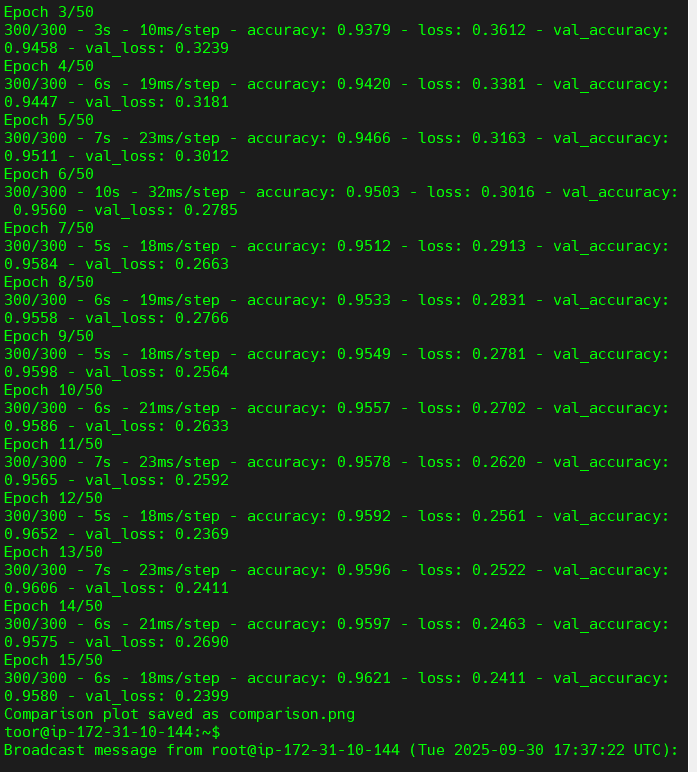 Epoch 3/50
300/300 - 3s - 10ms/step - accuracy: 0.9379 - loss: 0.3612 - val_accuracy:
0.9458 - val_loss: 0.3239
Epoch 4/50
300/300 - 6s - 19ms/step - accuracy: 0.9420 - loss: 0.3381 - val_accuracy:
0.9447 - val_loss: 0.3181
Epoch 5/50
300/300 - 7s - 23ms/step - accuracy: 0.9466 - loss: 0.3163 - val_accuracy:
0.9511 - val_loss: 0.3012
Epoch 6/50
300/300 - 10s - 32ms/step - accuracy: 0.9503 - loss: 0.3016 - val_accuracy:
 0.9560 - val_loss: 0.2785
Epoch 7/50
300/300 - 5s - 18ms/step - accuracy: 0.9512 - loss: 0.2913 - val_accuracy:
0.9584 - val_loss: 0.2663
Epoch 8/50
300/300 - 6s - 19ms/step - accuracy: 0.9533 - loss: 0.2831 - val_accuracy:
0.9558 - val_loss: 0.2766
Epoch 9/50
300/300 - 5s - 18ms/step - accuracy: 0.9549 - loss: 0.2781 - val_accuracy:
0.9598 - val_loss: 0.2564
Epoch 10/50
300/300 - 6s - 21ms/step - accuracy: 0.9557 - loss: 0.2702 - val_accuracy:
0.9586 - val_loss: 0.2633
Epoch 11/50
300/300 - 7s - 23ms/step - accuracy: 0.9578 - loss: 0.2620 - val_accuracy:
0.9565 - val_loss: 0.2592
Epoch 12/50
300/300 - 5s - 18ms/step - accuracy: 0.9592 - loss: 0.2561 - val_accuracy:
0.9652 - val_loss: 0.2369
Epoch 13/50
300/300 - 7s - 23ms/step - accuracy: 0.9596 - loss: 0.2522 - val_accuracy:
0.9606 - val_loss: 0.2411
Epoch 14/50
300/300 - 6s - 21ms/step - accuracy: 0.9597 - loss: 0.2463 - val_accuracy:
0.9575 - val_loss: 0.2690
Epoch 15/50
300/300 - 6s - 18ms/step - accuracy: 0.9621 - loss: 0.2411 - val_accuracy:
0.9580 - val_loss: 0.2399
Comparison plot saved as comparison.png
toor@ip-172-31-10-144:~$
Broadcast message from root@ip-172-31-10-144 (Tue 2025-09-30 17:37:22 UTC):